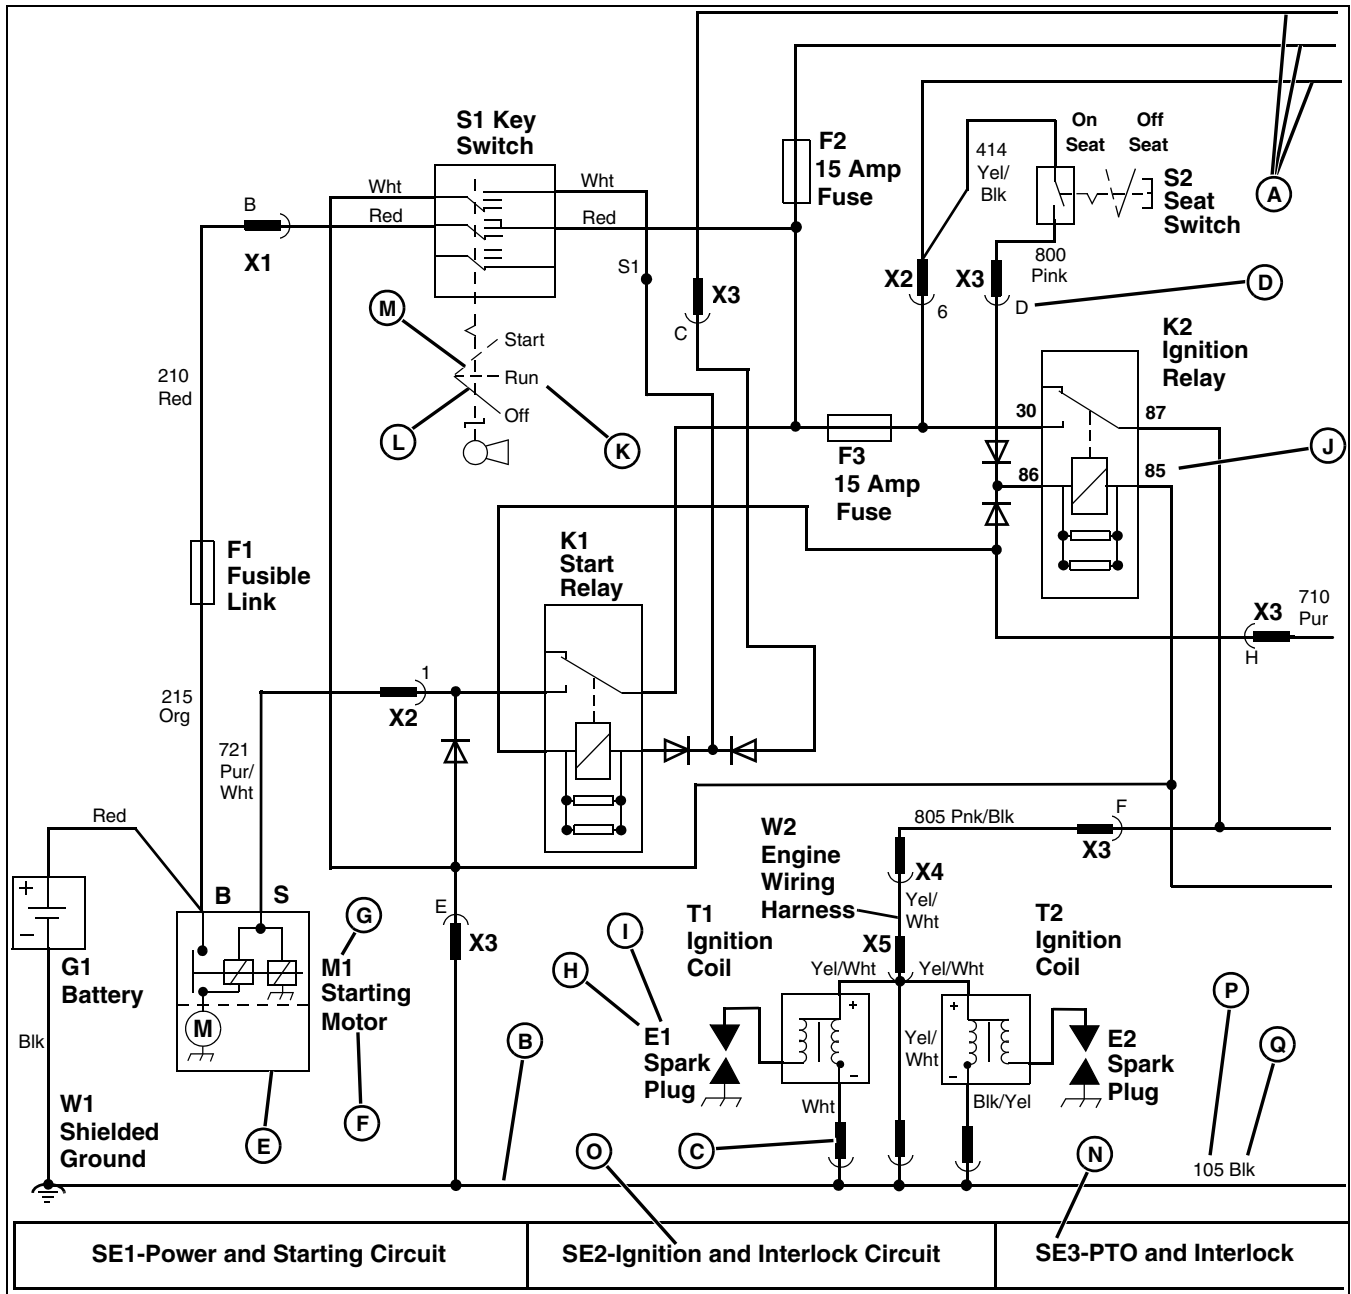 S1 Key
Switch
Wht
Wht
Red
Red
B
X1
S1
M
Start
Run
Off
L
K
210
Red
F2
15 Amp
Fuse
414
Yel/
Blk
On
Seat
Off
Seat
S2
Seat
Switch
A
800
Pink
X3
C
X2
6
X3
D
D
K2
Ignition
Relay
30
87
86
85
J
F3
15 Amp
Fuse
F1
Fusible
Link
K1
Start
Relay
X3
H
710
Pur
215
Org
1
X2
721
Pur/
Wht
Red
805 Pnk/Blk
F
X3
W2
Engine
Wiring
Harness
X4
Yel/
Wht
X5
Yel/Wht
Yel/Wht
+
−
G1
Battery
B
S
M
M1
Starting
Motor
G
E
X3
H
I
T1
Ignition
Coil
T2
Ignition
Coil
P
Q
Blk
E1
Spark
Plug
B
+
−
Yel/
Wht
+
−
E2
Spark
Plug
W1
Shielded
Ground
E
F
Wht
Blk/Yel
O
C
N
105 Blk
SE1-Power and Starting Circuit
SE2-Ignition and Interlock Circuit
SE3-PTO and Interlock